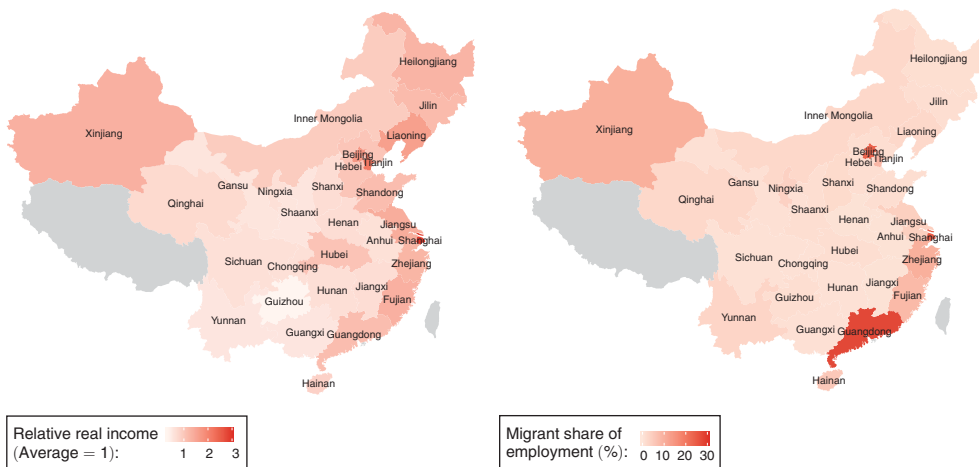 Heilongjiang
Jilin
Xinjiang
Inner Mongolia
Liaoning
Beijing
Tianjin
Hebei
Gansu
Ningxia
Shanxi
Shandong
Qinghai
Shaanxi
Henan
Jiangsu
Anhui
Shanghai
Hubei
Sichuan
Chongqing
Zhejiang
Hunan
Jiangxi
Guizhou
Fujian
Yunnan
Guangxi
Guangdong
Hainan
Relative real income
(Average = 1):
1 2 3
Heilongjiang
Jilin
Xinjiang
Inner Mongolia
Liaoning
Beijing
Tianjin
Hebei
Gansu
Ningxia
Shanxi
Shandong
Qinghai
Shaanxi
Henan
Jiangsu
Anhui
Shanghai
Hubei
Sichuan
Chongqing
Zhejiang
Hunan
Jiangxi
Guizhou
Fujian
Yunnan
Guangxi
Guangdong
Hainan
Migrant share of
employment (%):
0 10 20 30